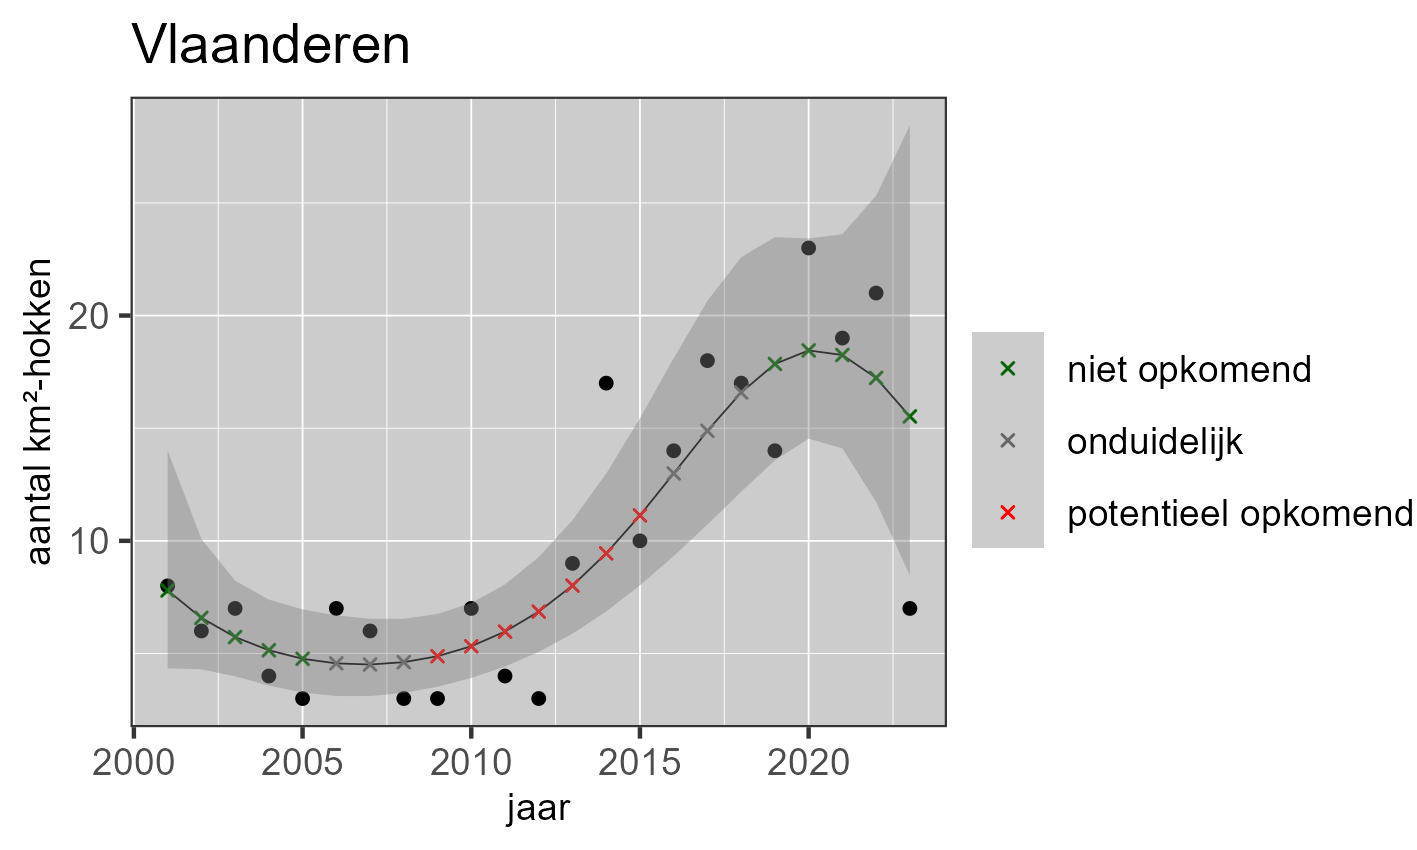 Vlaanderen
aantal km²-hokken
20
10
2000 2005 2010 2015 2020
jaar
niet opkomend
onduidelijk
potentieel opkomend